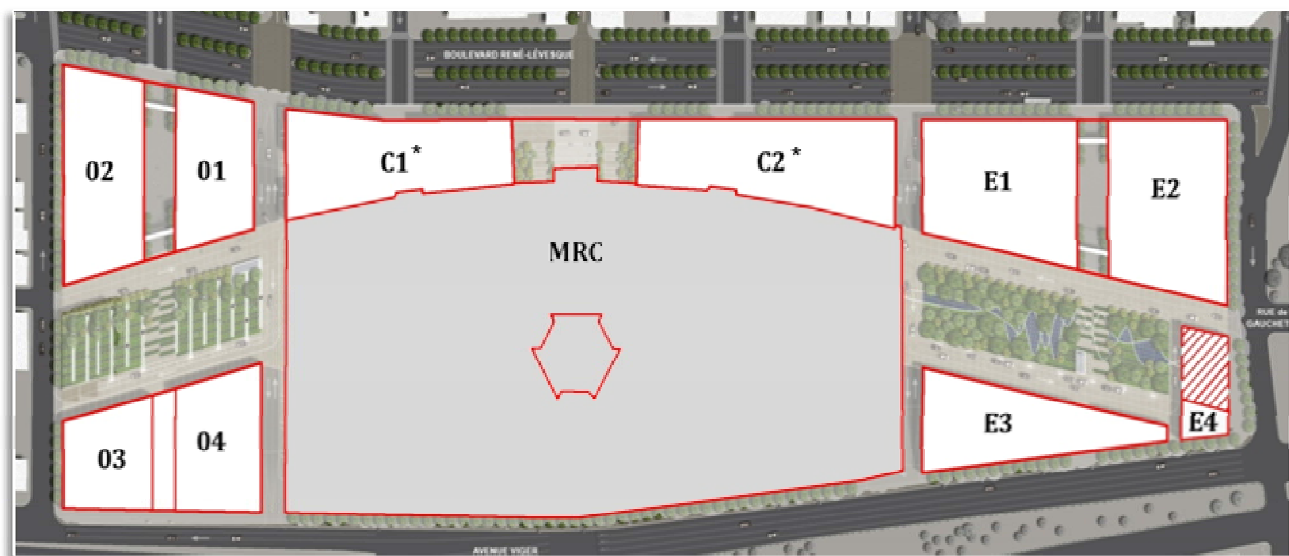 BOULEVARD RENÉ-LÉVESQUE
C1*
C2*
02
01
E1
E2
MRC
RUE de
GAUCHET
E3
E4
04
03
AVENUE VIGER